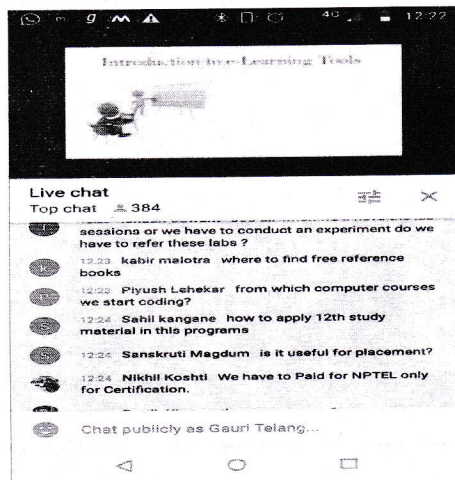 4G 12:22
Introduction to e-Learning Tools
Live chat
Top chat 384
sessions or we have to conduct an experiment do we
have to refer these labs ?
12:23 kabir malotra where to find free reference
books
12:23 Piyush Lehekar from which computer courses
we start coding?
12:24 Sahil kangane how to apply 12th study
material in this programs
12:24 Sanskruti Magdum is it useful for placement?
12:24 Nikhil Koshti We have to Paid for NPTEL only
for Certification.
Chat publicly as Gauri Telang...